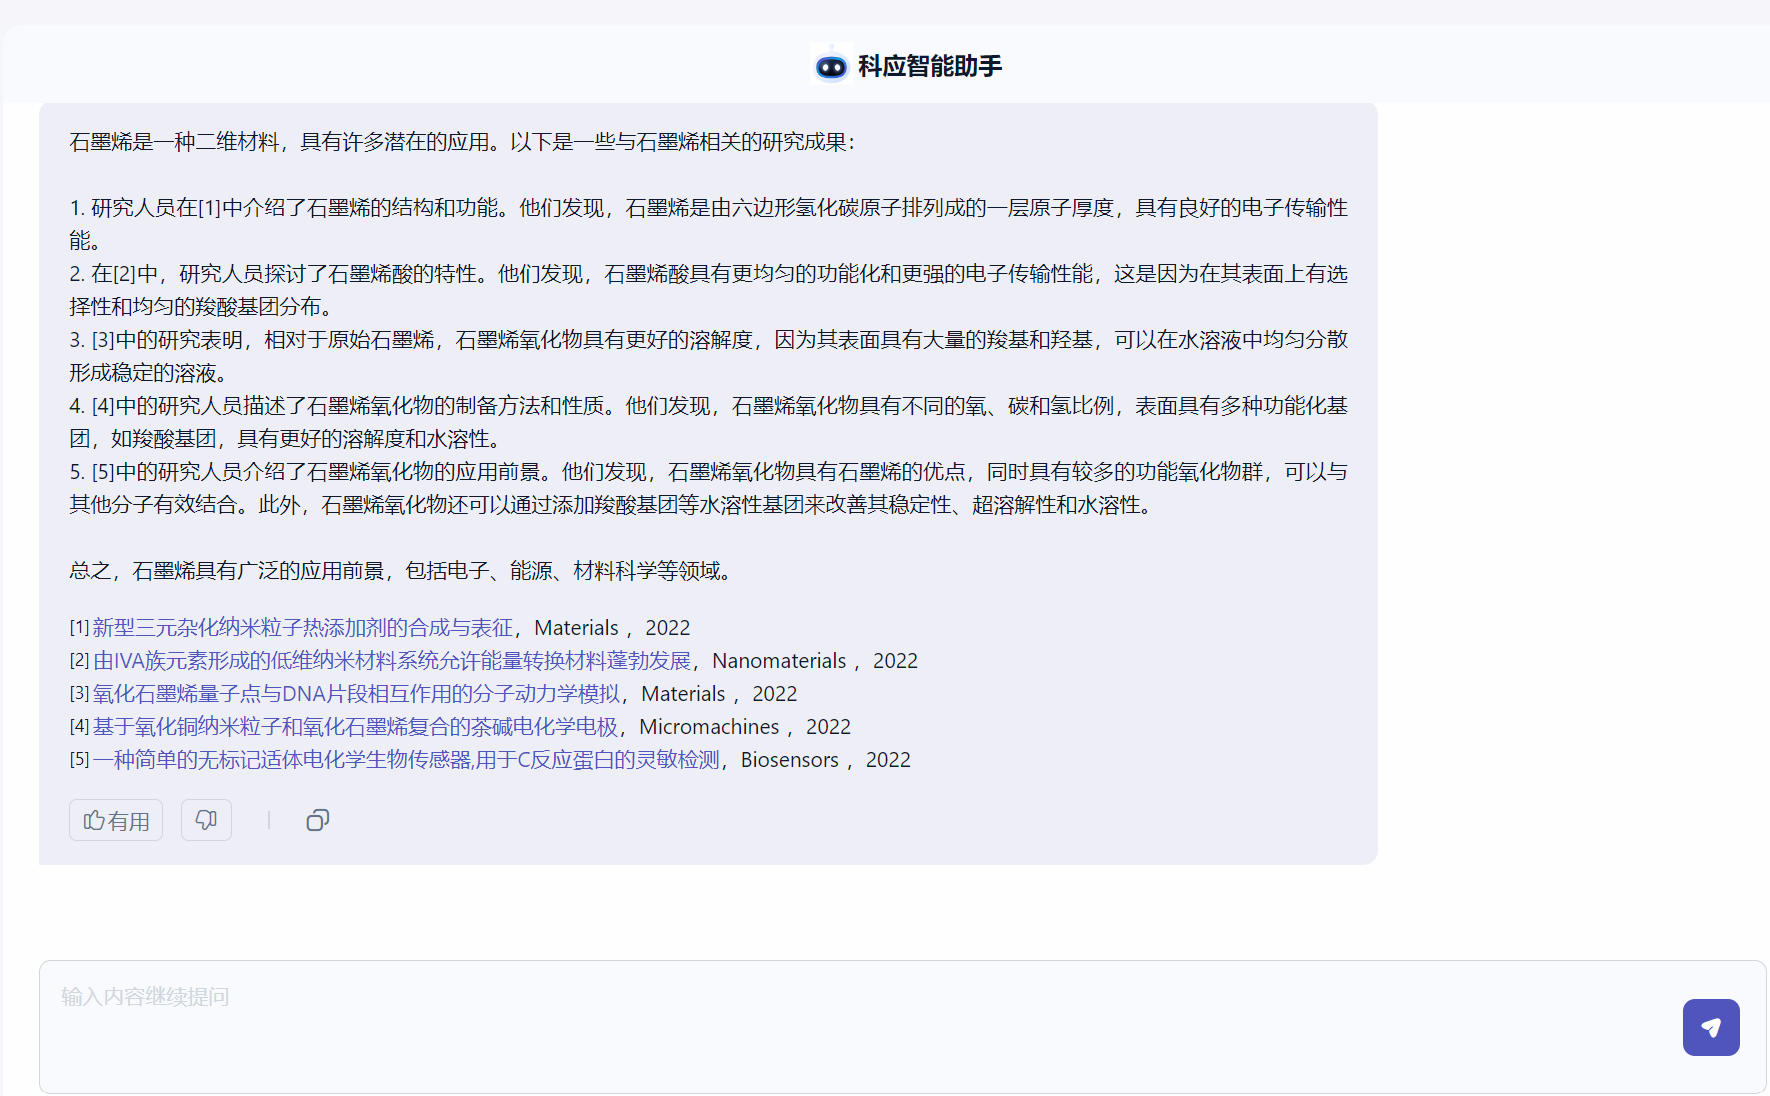 科应智能助手
石墨烯是一种二维材料，具有许多潜在的应用。以下是一些与石墨烯相关的研究成果：
1. 研究人员在[1]中介绍了石墨烯的结构和功能。他们发现，石墨烯是由六边形氢化碳原子排列成的一层原子厚度，具有良好的电子传输性
能。
2. 在[2]中，研究人员探讨了石墨烯酸的特性。他们发现，石墨烯酸具有更均匀的功能化和更强的电子传输性能，这是因为在其表面上有选
择性和均匀的羧酸基团分布。
3. [3]中的研究表明，相对于原始石墨烯，石墨烯氧化物具有更好的溶解度，因为其表面具有大量的羧基和羟基，可以在水溶液中均匀分散
形成稳定的溶液。
4. [4]中的研究人员描述了石墨烯氧化物的制备方法和性质。他们发现，石墨烯氧化物具有不同的氧、碳和氢比例，表面具有多种功能化基
团，如羧酸基团，具有更好的溶解度和水溶性。
5. [5]中的研究人员介绍了石墨烯氧化物的应用前景。他们发现，石墨烯氧化物具有石墨烯的优点，同时具有较多的功能氧化物群，可以与
其他分子有效结合。此外，石墨烯氧化物还可以通过添加羧酸基团等水溶性基团来改善其稳定性、超溶解性和水溶性。
总之，石墨烯具有广泛的应用前景，包括电子、能源、材料科学等领域。
[1]新型三元杂化纳米粒子热添加剂的合成与表征，Materials，2022
[2]由IVA族元素形成的低维纳米材料系统允许能量转换材料蓬勃发展，Nanomaterials，2022
[3]氧化石墨烯量子点与DNA片段相互作用的分子动力学模拟，Materials，2022
[4]基于氧化铜纳米粒子和氧化石墨烯复合的茶碱电化学电极，Micromachines，2022
[5]一种简单的无标记适体电化学生物传感器,用于C反应蛋白的灵敏检测，Biosensors，2022
有用
输入内容继续提问